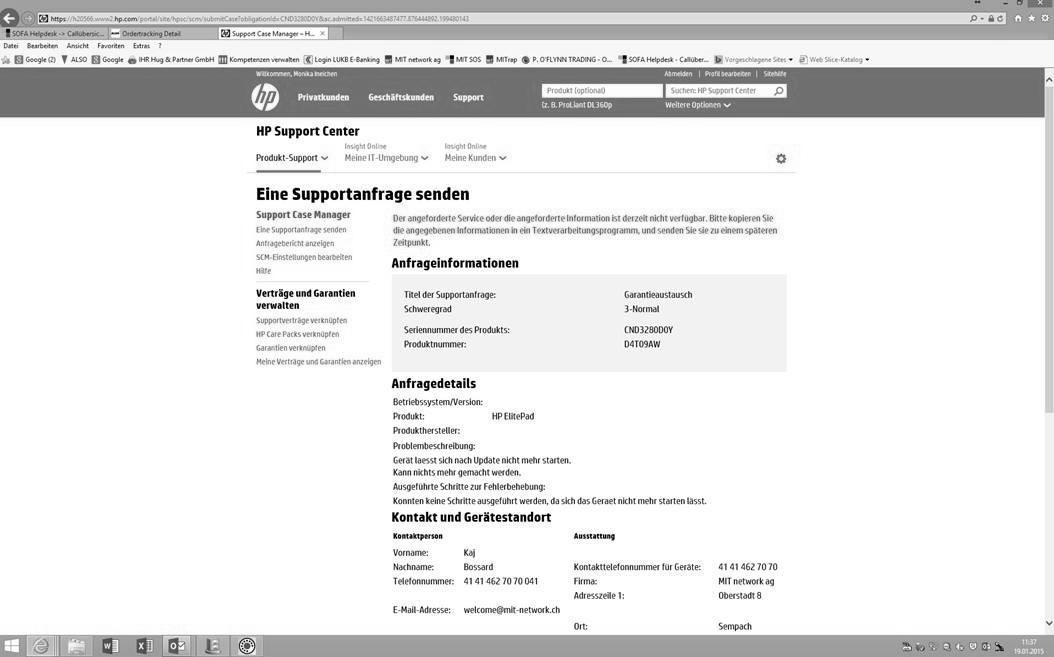 https://h20566.www2.hp.com/portal/site/hpsc/scm/submitCase?obligationId=CND3280D0Y&ac.admitted=1421663487477.876444892.199480143
SOFA Helpdesk -> Callübersic... Ordertracking Detail Support Case Manager – H...
Datei Bearbeiten Ansicht Favoriten Extras ?
Google (2) ALSO Google IHR Hug & Partner GmbH Kompetenzen verwalten Login LUKB E-Banking MIT network ag MIT SOS MITrap P. O'FLYNN TRADING - O... SOFA Helpdesk - Callüber... Vorgeschlagene Sites Web Slice-Katalog
Willkommen, Monika Ineichen Abmelden | Profil bearbeiten | Sitehilfe
hp Privatkunden Geschäftskunden Support Produkt (optional) Suchen: HP Support Center
(z. B. ProLiant DL360p Weitere Optionen
HP Support Center
Insight Online Insight Online
Produkt-Support Meine IT-Umgebung Meine Kunden
Eine Supportanfrage senden
Support Case Manager
Eine Supportanfrage senden
Anfragebericht anzeigen
SCM-Einstellungen bearbeiten
Hilfe
Verträge und Garantien
verwalten
Supportverträge verknüpfen
HP Care Packs verknüpfen
Garantien verknüpfen
Meine Verträge und Garantien anzeigen
Der angeforderte Service oder die angeforderte Information ist derzeit nicht verfügbar. Bitte kopieren Sie
die angegebenen Informationen in ein Textverarbeitungsprogramm, und senden Sie sie zu einem späteren
Zeitpunkt.
Anfrageinformationen
Titel der Supportanfrage: Garantieaustausch
Schweregrad 3-Normal
Seriennummer des Produkts: CND3280D0Y
Produktnummer: D4T09AW
Anfragedetails
Betriebssystem/Version:
Produkt: HP ElitePad
Produkthersteller:
Problembeschreibung:
Gerät laesst sich nach Update nicht mehr starten.
Kann nichts mehr gemacht werden.
Ausgeführte Schritte zur Fehlerbehebung:
Konnten keine Schritte ausgeführt werden, da sich das Geraet nicht mehr starten lässt.
Kontakt und Gerätestandort
Kontaktperson Ausstattung
Vorname: Kaj
Nachname: Bossard Kontakttelefonnummer für Geräte: 41 41 462 70 70
Telefonnummer: 41 41 462 70 70 041 Firma: MIT network ag
Adresszeile 1: Oberstadt 8
E-Mail-Adresse: welcome@mit-network.ch
Ort: Sempach
11:37
19.01.2015